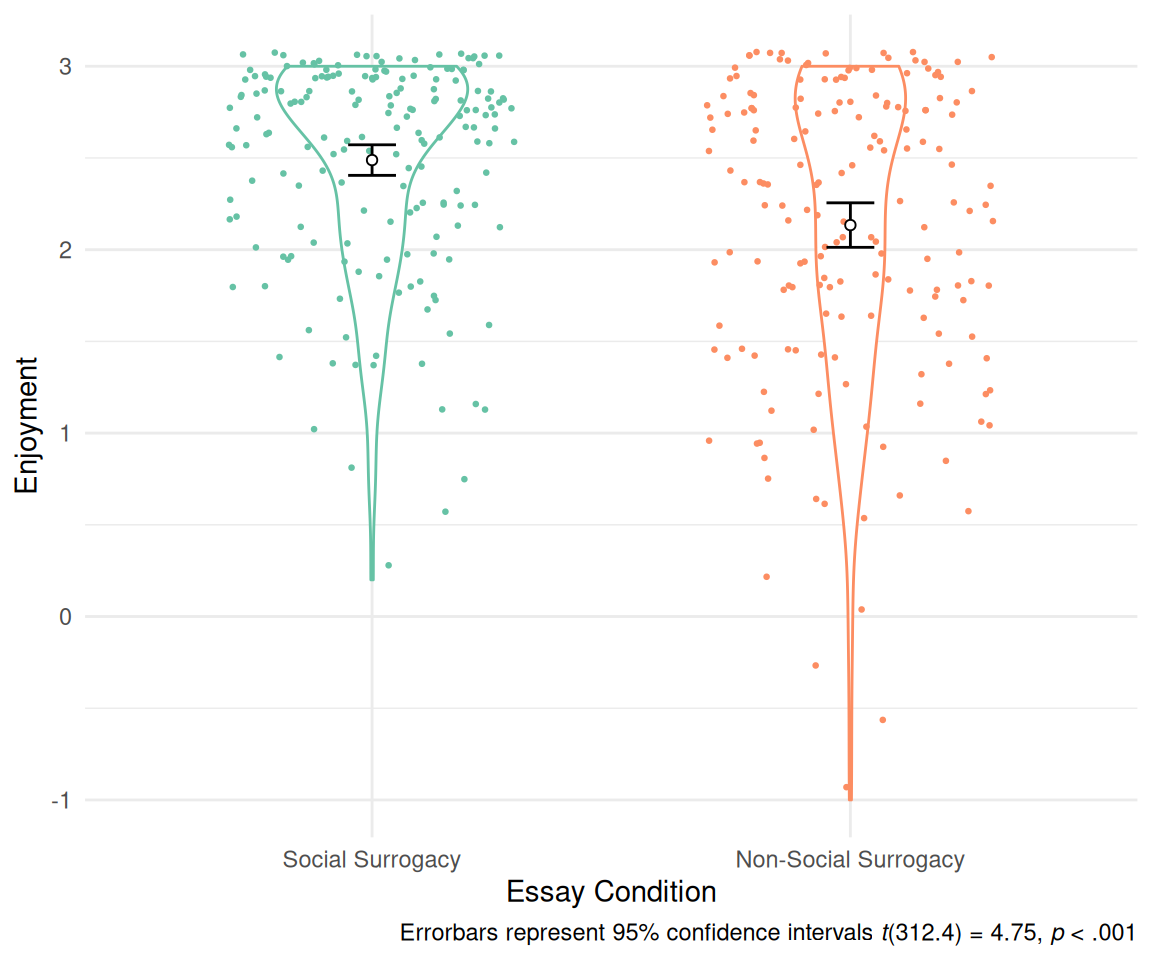 Enjoyment
3
2
1
0
-1
Social Surrogacy
Non-Social Surrogacy
Essay Condition
Errorbars represent 95% confidence intervals t(312.4) = 4.75, p < .001